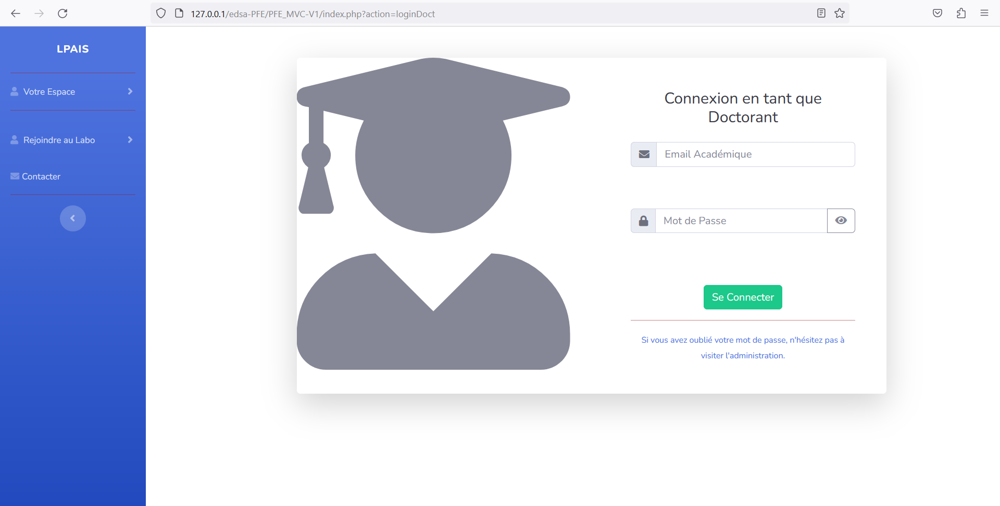 127.0.0.1/edsa-PFE/PFE_MVC-V1/index.php?action=loginDoct
LPAIS
Votre Espace
Rejoindre au Labo
Contacter
Connexion en tant que
Doctorant
Email Académique
Mot de Passe
Se Connecter
Si vous avez oublié votre mot de passe, n'hésitez pas à
visiter l'administration.